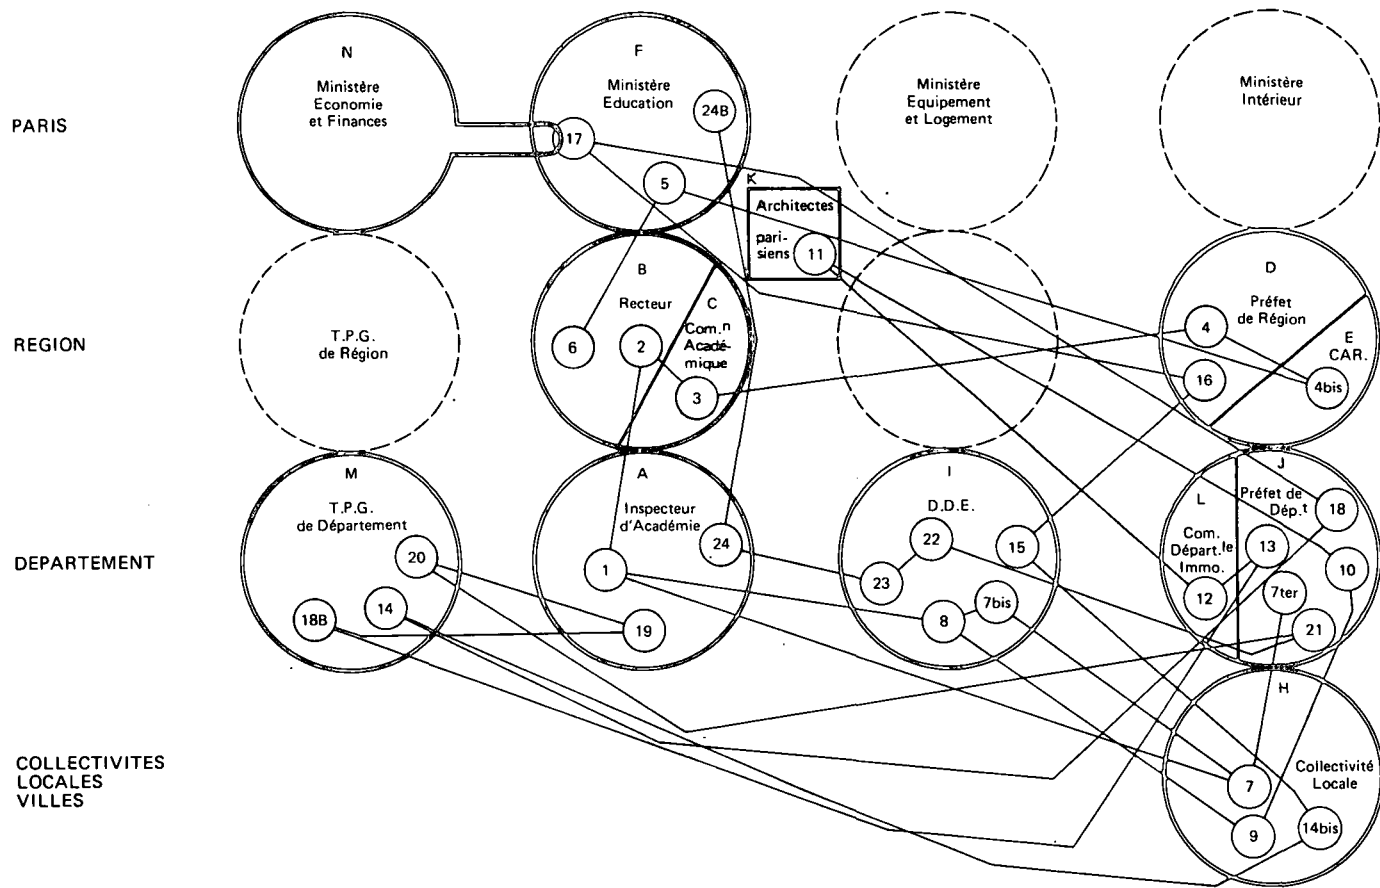 PARIS
N
Ministère
Economie
et Finances
F
Ministère
Education
24B
17
5
Ministère
Equipement
et Logement
Ministère
Intérieur
K
Architectes
pari-
siens
11
REGION
T.P.G.
de Région
B
Recteur
6
2
C
Com.n
Acadé-
mique
3
D
Préfet
de Région
4
16
E
CAR.
4bis
DEPARTEMENT
M
T.P.G.
de Département
20
14
18B
A
Inspecteur
d'Académie
24
1
19
I
D.D.E.
22
15
23
7bis
8
L
Com.
Départ.le
Immo.
12
J
Préfet de
Dép.t
18
13
10
7ter
21
COLLECTIVITES
LOCALES
VILLES
H
Collectivité
Locale
7
9
14bis